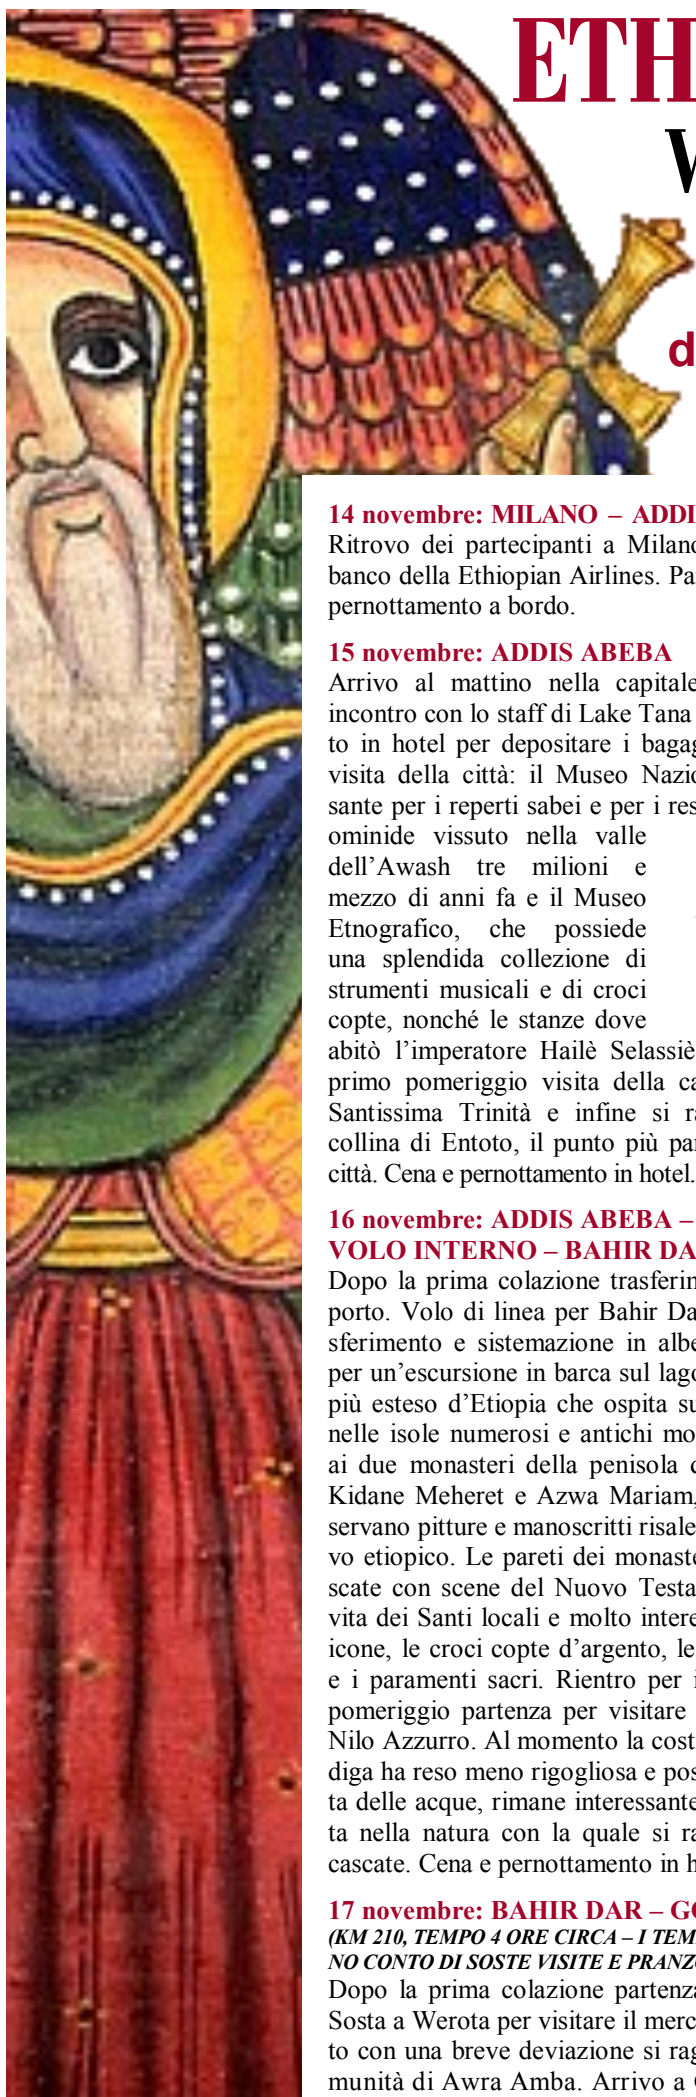 ETH
d
14 novembre: MILANO – ADDI
Ritrovo dei partecipanti a Milano
banco della Ethiopian Airlines. Pa
pernottamento a bordo.
15 novembre: ADDIS ABEBA
Arrivo al mattino nella capitale
incontro con lo staff di Lake Tana
to in hotel per depositare i bagag
visita della città: il Museo Nazio
sante per i reperti sabei e per i res
ominide vissuto nella valle
dell’Awash tre milioni e
mezzo di anni fa e il Museo
Etnografico, che possiede
una splendida collezione di
strumenti musicali e di croci
copte, nonché le stanze dove
abitò l’imperatore Hailè Selassiè
primo pomeriggio visita della ca
Santissima Trinità e infine si ra
collina di Entoto, il punto più pa
città. Cena e pernottamento in hotel.
16 novembre: ADDIS ABEBA –
VOLO INTERNO – BAHIR DA
Dopo la prima colazione trasferi
porto. Volo di linea per Bahir Da
sferimento e sistemazione in albe
per un’escursione in barca sul lago
più esteso d’Etiopia che ospita su
nelle isole numerosi e antichi mo
ai due monasteri della penisola
Kidane Meheret e Azwa Mariam,
servano pitture e manoscritti risale
vo etiopico. Le pareti dei monaste
scate con scene del Nuovo Testa
vita dei Santi locali e molto intere
icone, le croci copte d’argento, le
e i paramenti sacri. Rientro per i
pomeriggio partenza per visitare
Nilo Azzurro. Al momento la cost
diga ha reso meno rigogliosa e pos
ta delle acque, rimane interessante
ta nella natura con la quale si ra
cascate. Cena e pernottamento in h
17 novembre: BAHIR DAR – GO
(KM 210, TEMPO 4 ORE CIRCA – I TEM
NO CONTO DI SOSTE VISITE E PRANZ
Dopo la prima colazione partenza
Sosta a Werota per visitare il merc
to con una breve deviazione si rag
munità di Awra Amba. Arrivo a